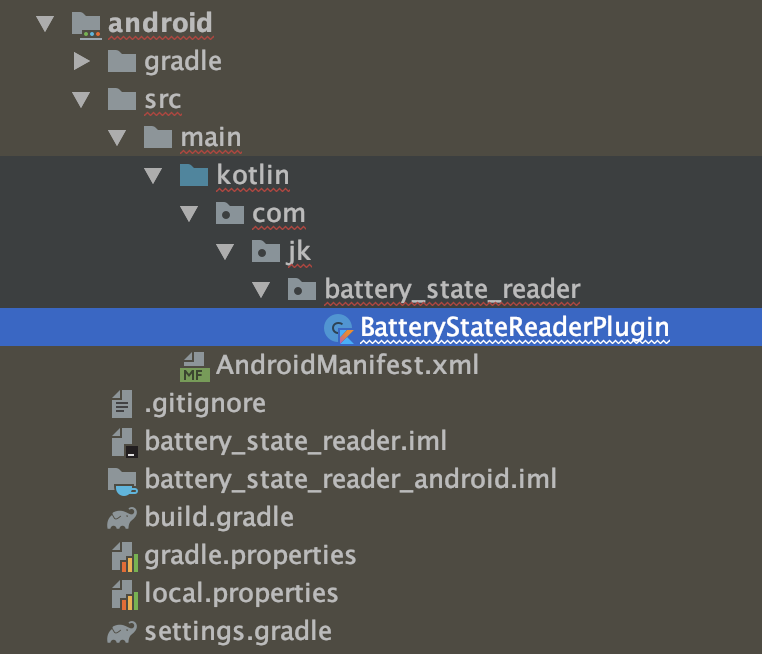 android
gradle
src
main
kotlin
com
jk
battery_state_reader
BatteryStateReaderPlugin
MF AndroidManifest.xml
.gitignore
battery_state_reader.iml
battery_state_reader_android.iml
build.gradle
gradle.properties
local.properties
settings.gradle